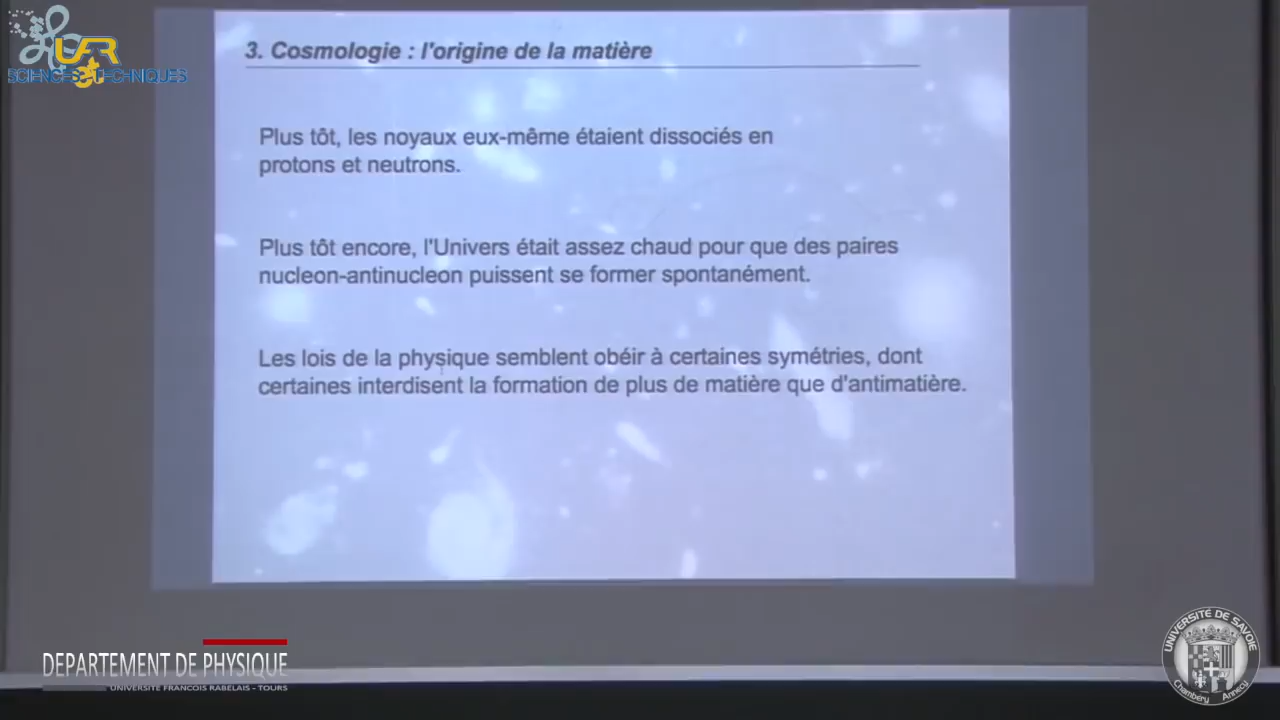 UFR
SCIENCES ET TECHNIQUES
3. Cosmologie : l'origine de la matière
Plus tôt, les noyaux eux-même étaient dissociés en
protons et neutrons.
Plus tôt encore, l'Univers était assez chaud pour que des paires
nucleon-antinucleon puissent se former spontanément.
Les lois de la physique semblent obéir à certaines symétries, dont
certaines interdisent la formation de plus de matière que d'antimatière.
DEPARTEMENT DE PHYSIQUE
UNIVERSITE FRANCOIS RABELAIS - TOURS
UNIVERSITÉ DE SAVOIE
Chambéry Annecy